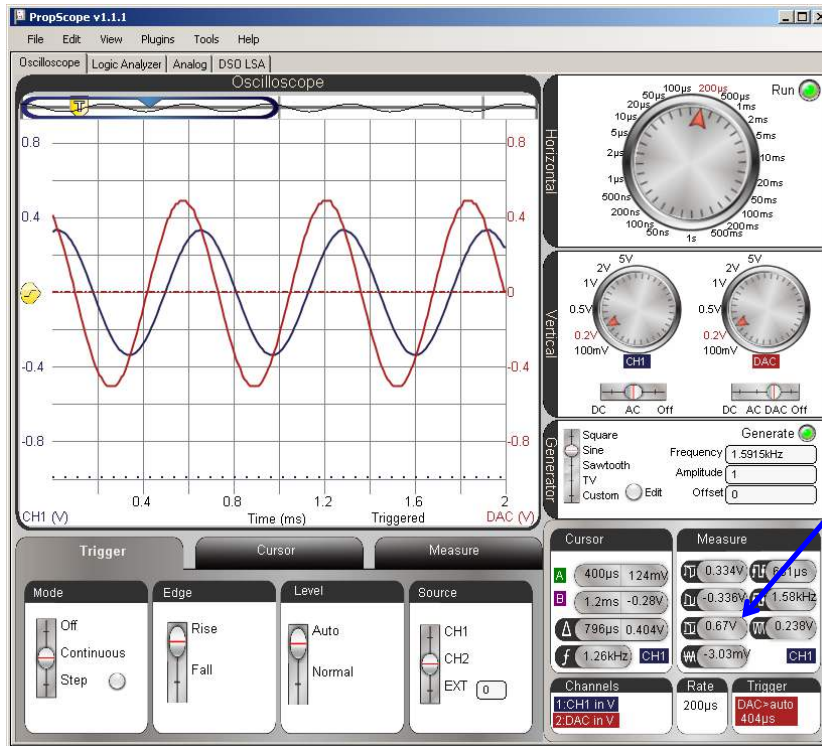 PropScope v1.1.1
File Edit View Plugins Tools Help
Oscilloscope Logic Analyzer Analog DSO LSA
Oscilloscope
T
0.8 0.8
0.4 0.4
0
-0.4 -0.4
-0.8 -0.8
0.4 0.8 1.2 1.6 2
CH1 (V) Time (ms) Triggered DAC (V)
Horizontal
Run
50ns 100ns 200ns 500ns 1µs 2µs 5µs 10µs 20µs 50µs 100µs 200µs 500µs 1ms 2ms 5ms 10ms 20ms 50ms 100ms 200ms 500ms 1s
Vertical
100mV 0.2V 0.5V 1V 2V 5V
CH1
DC AC Off
100mV 0.2V 0.5V 1V 2V 5V
DAC
DC AC DAC Off
Generator
Square
Sine
Sawtooth
TV
Custom Edit
Generate
Frequency 1.5915kHz
Amplitude 1
Offset 0
Trigger Cursor Measure
Mode
Off
Continuous
Step
Edge
Rise
Fall
Level
Auto
Normal
Source
CH1
CH2
EXT 0
Cursor
A 400µs 124mV
B 1.2ms -0.28V
Δ 796µs 0.404V
f 1.26kHz CH1
Measure
0.334V
-0.336V 1.58kHz
0.67V 0.238V
-3.03mV CH1
Channels
1:CH1 in V
2:DAC in V
Rate
200µs
Trigger
DAC>auto
404µs